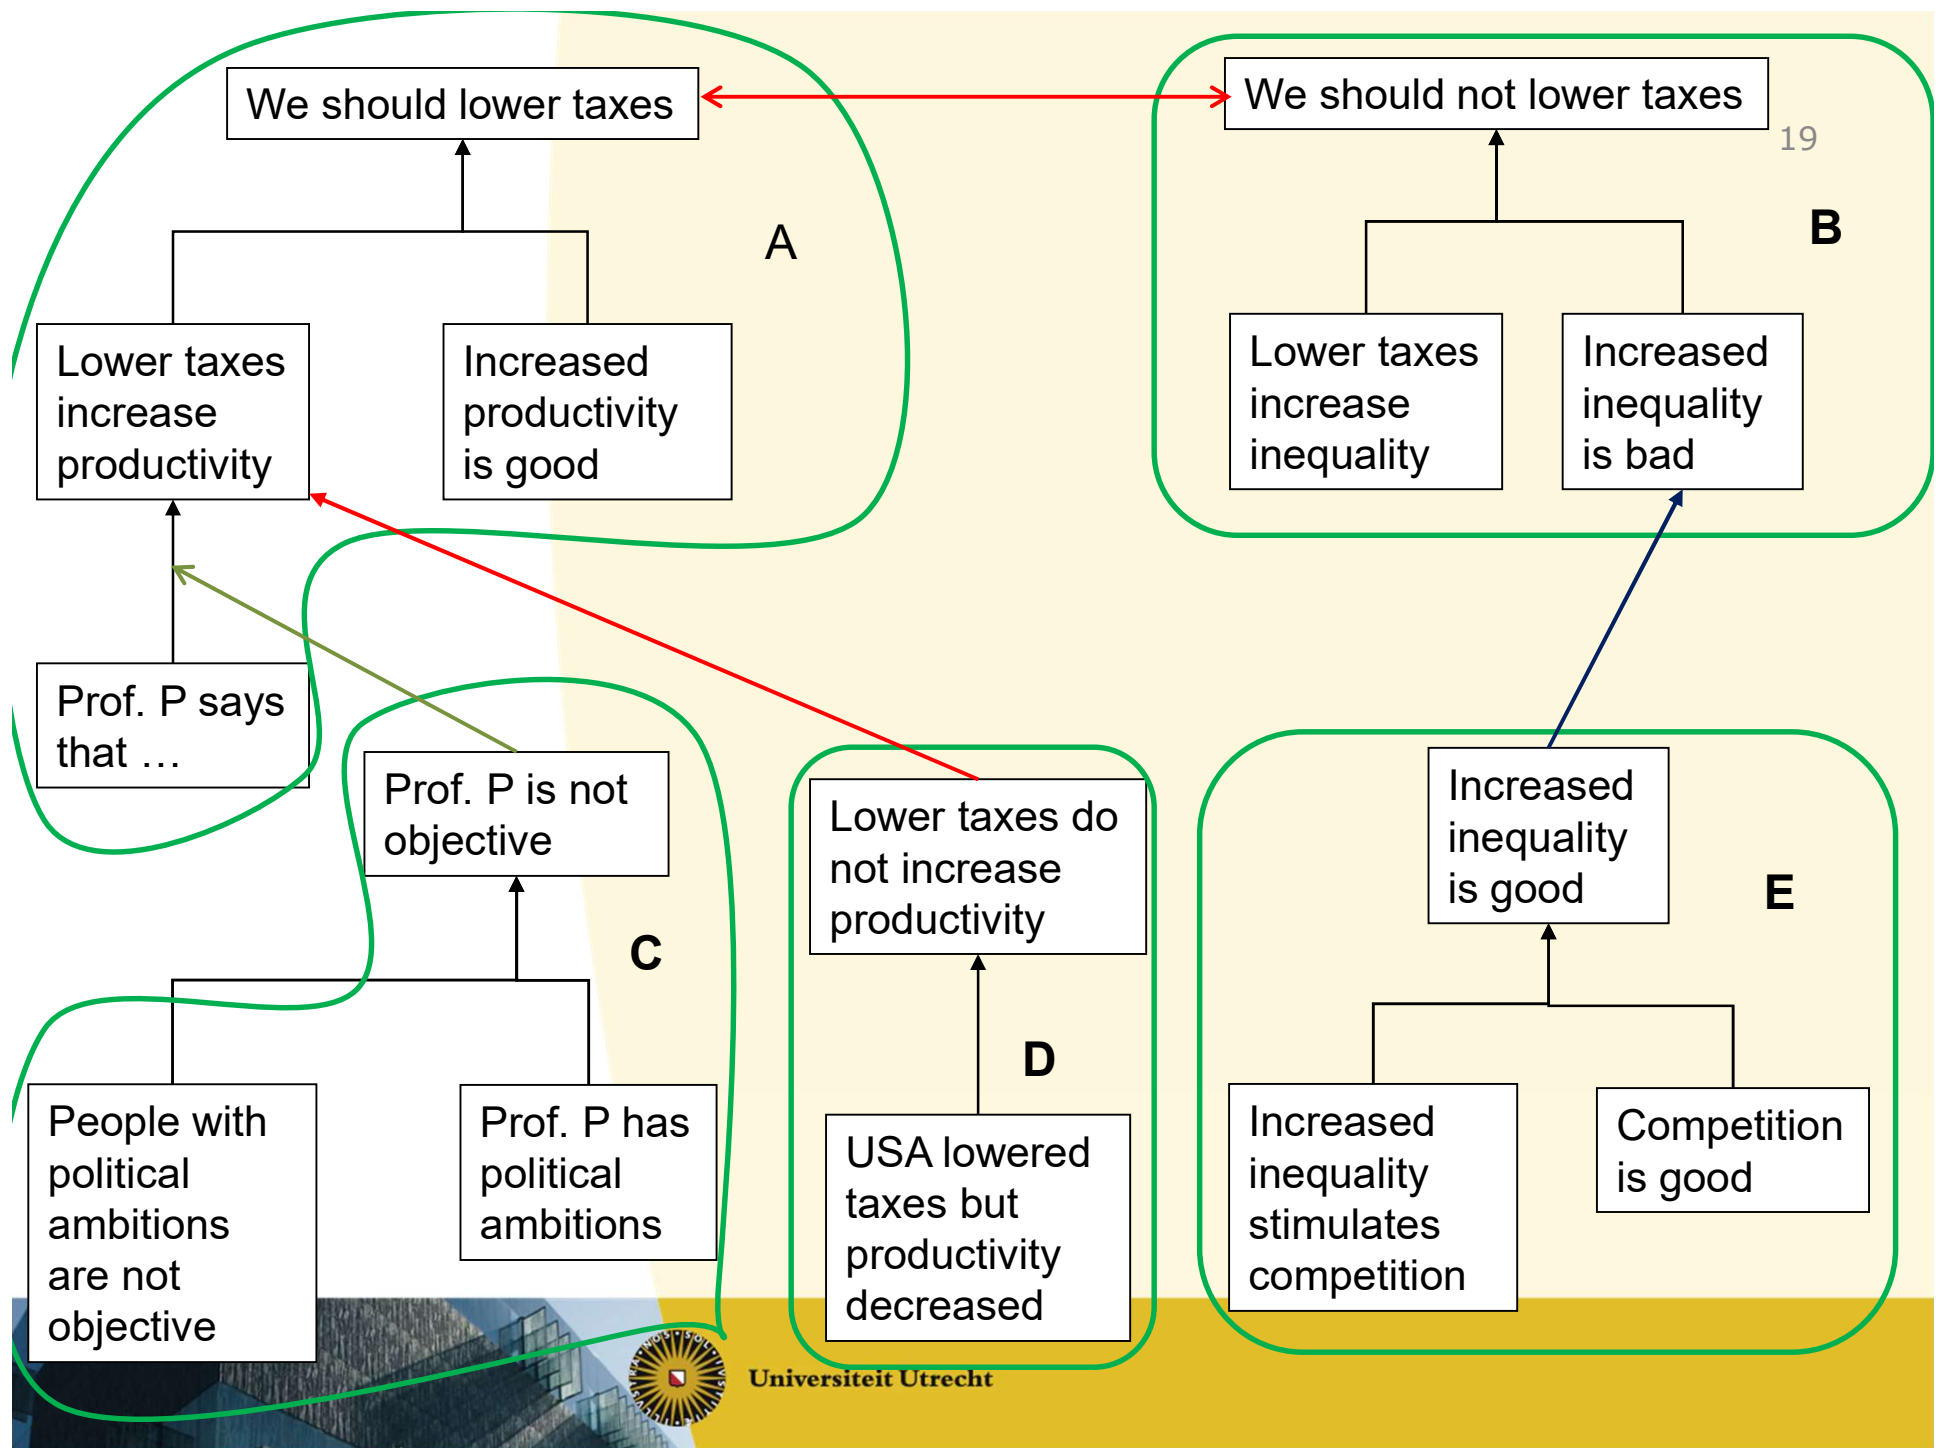 We should lower taxes
We should not lower taxes
19
A
B
Lower taxes
increase
productivity
Increased
productivity
is good
Lower taxes
increase
inequality
Increased
inequality
is bad
Prof. P says
that …
Prof. P is not
objective
Lower taxes do
not increase
productivity
Increased
inequality
is good
E
C
D
People with
political
ambitions
are not
objective
Prof. P has
political
ambitions
USA lowered
taxes but
productivity
decreased
Increased
inequality
stimulates
competition
Competition
is good
Universiteit Utrecht